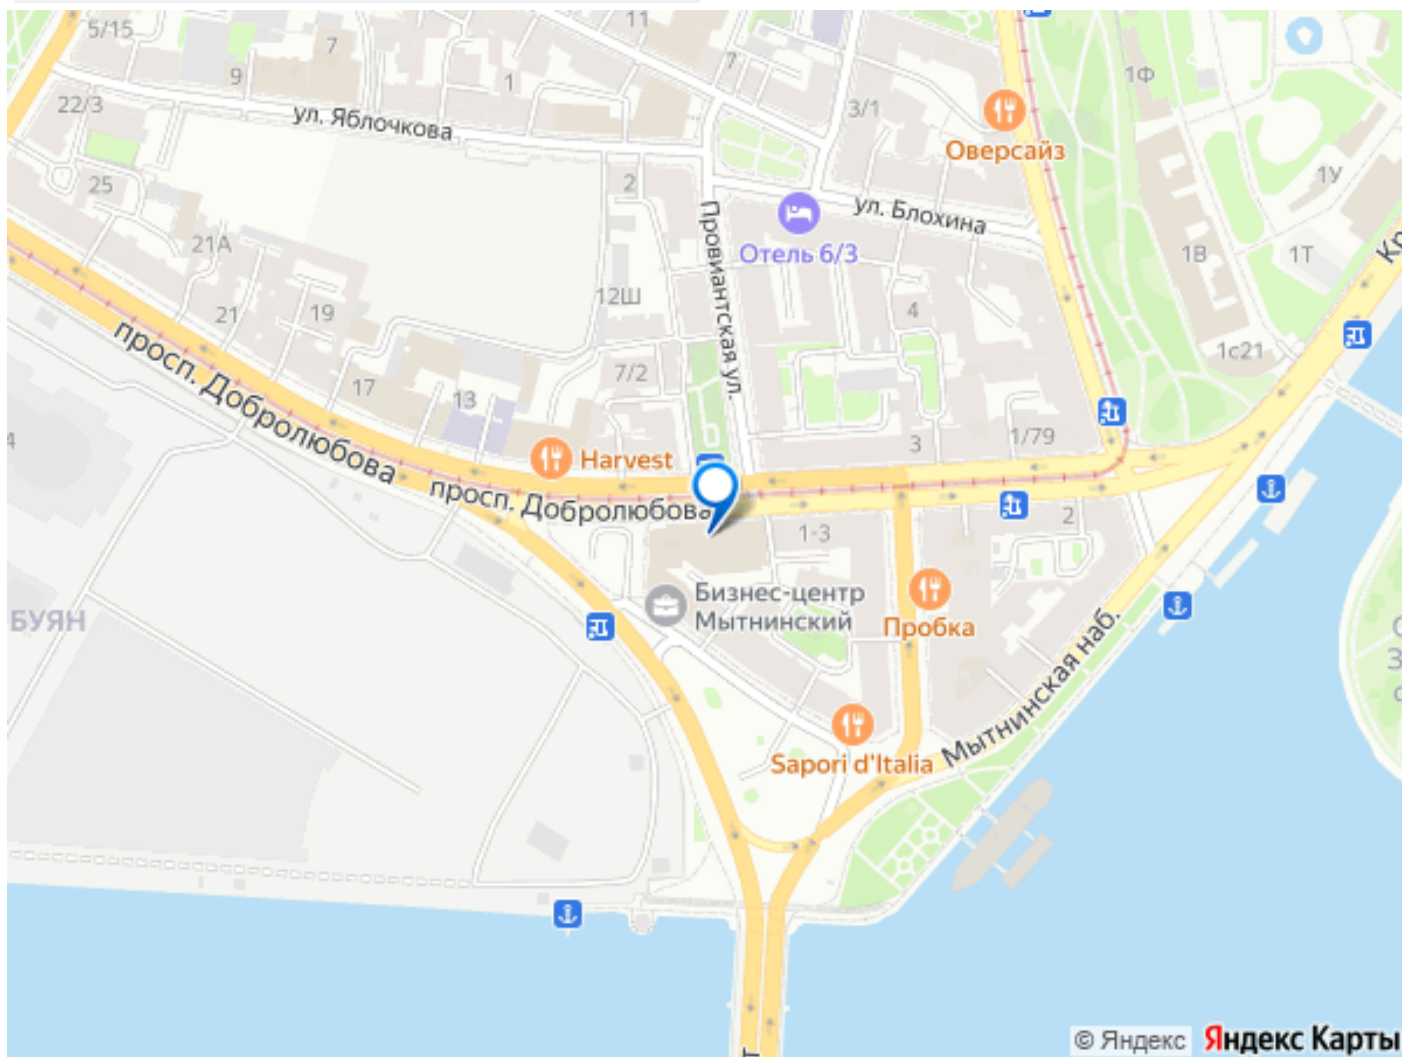 5/15
7
11
9
1
7
22/3
ул. Яблочкова
3/1
1Ф
Оверсайз
25
2
Провиантская ул.
ул. Блохина
1У
21А
Отель 6/3
1В
1Т
Кр
12Ш
21
19
4
1с21
просп. Добролюбова
17
7/2
13
3
1/79
4
Harvest
просп. Добролюбова
1-3
2
БУЯН
Бизнес-центр
Мытнинский
Пробка
Мытнинская наб.
С
З
Sapori d'Italia
© Яндекс
Яндекс Карты